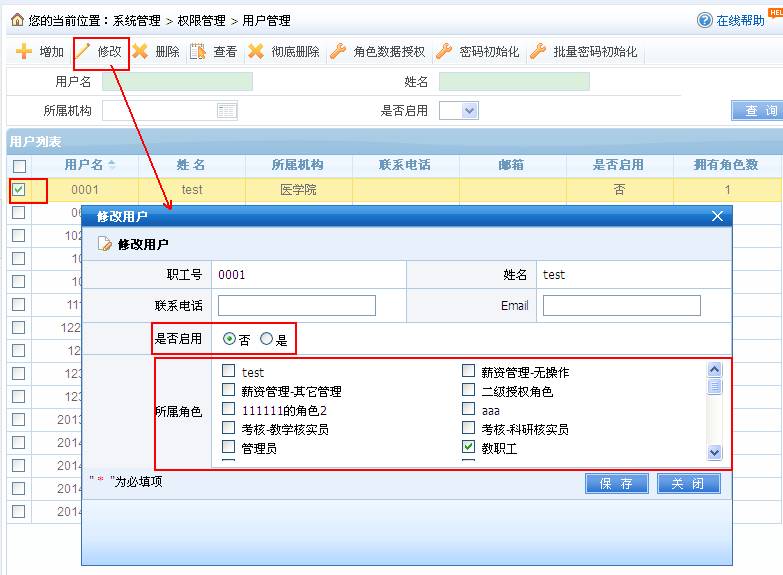 您的当前位置：系统管理 > 权限管理 > 用户管理 在线帮助 HEL
增加 修改 删除 查看 彻底删除 角色数据授权 密码初始化 批量密码初始化
用户名 姓名
所属机构 是否启用 查 询
用户列表
用户名 姓 名 所属机构 联系电话 邮箱 是否启用 拥有角色数
0001 test 医学院 否 1
修改用户
修改用户
职工号 0001 姓名 test
联系电话 Email
是否启用 否 是
所属角色
test 薪资管理-无操作
薪资管理-其它管理 二级授权角色
111111的角色2 aaa
考核-教学核实员 考核-科研核实员
管理员 教职工
" * "为必填项 保 存 关 闭
06
102
10
10
111
122
12
123
123
2013
2014
2014
2014
2014